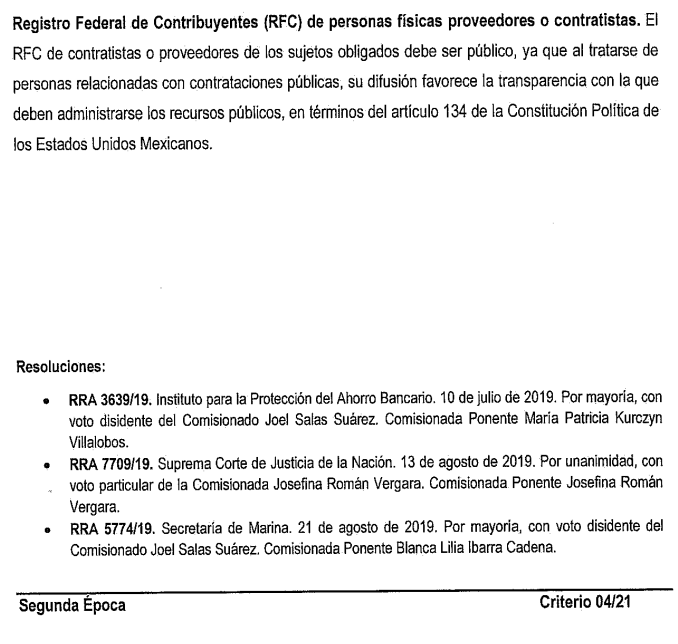 Registro Federal de Contribuyentes (RFC) de personas físicas proveedores o contratistas. El
RFC de contratistas o proveedores de los sujetos obligados debe ser público, ya que al tratarse de
personas relacionadas con contrataciones públicas, su difusión favorece la transparencia con la que
deben administrarse los recursos públicos, en términos del artículo 134 de la Constitución Política de
los Estados Unidos Mexicanos.
Resoluciones:
• RRA 3639/19. Instituto para la Protección del Ahorro Bancario. 10 de julio de 2019. Por mayoría, con
voto disidente del Comisionado Joel Salas Suárez. Comisionada Ponente María Patricia Kurczyn
Villalobos.
• RRA 7709/19. Suprema Corte de Justicia de la Nación. 13 de agosto de 2019. Por unanimidad, con
voto particular de la Comisionada Josefina Román Vergara. Comisionada Ponente Josefina Román
Vergara.
• RRA 5774/19. Secretaría de Marina. 21 de agosto de 2019. Por mayoría, con voto disidente del
Comisionado Joel Salas Suárez. Comisionada Ponente Blanca Lilia Ibarra Cadena.
Segunda Época
Criterio 04/21